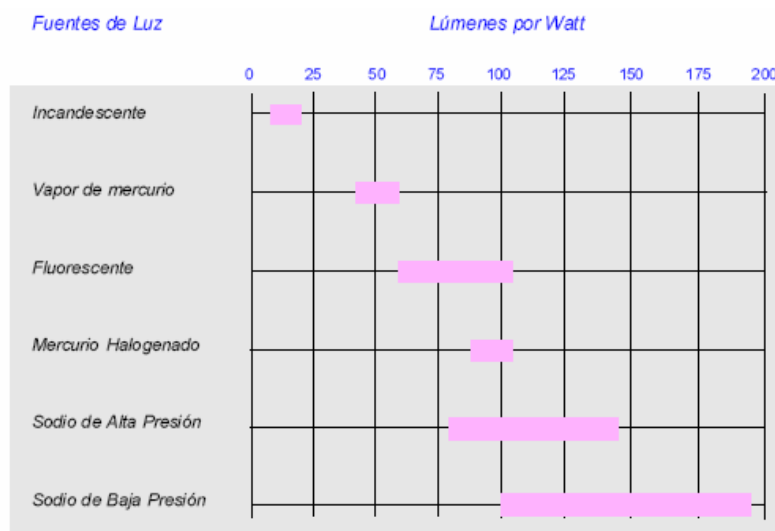 Fuentes de Luz Lúmenes por Watt
0 25 50 75 100 125 150 175 200
Incandescente
Vapor de mercurio
Fluorescente
Mercurio Halogenado
Sodio de Alta Presión
Sodio de Baja Presión